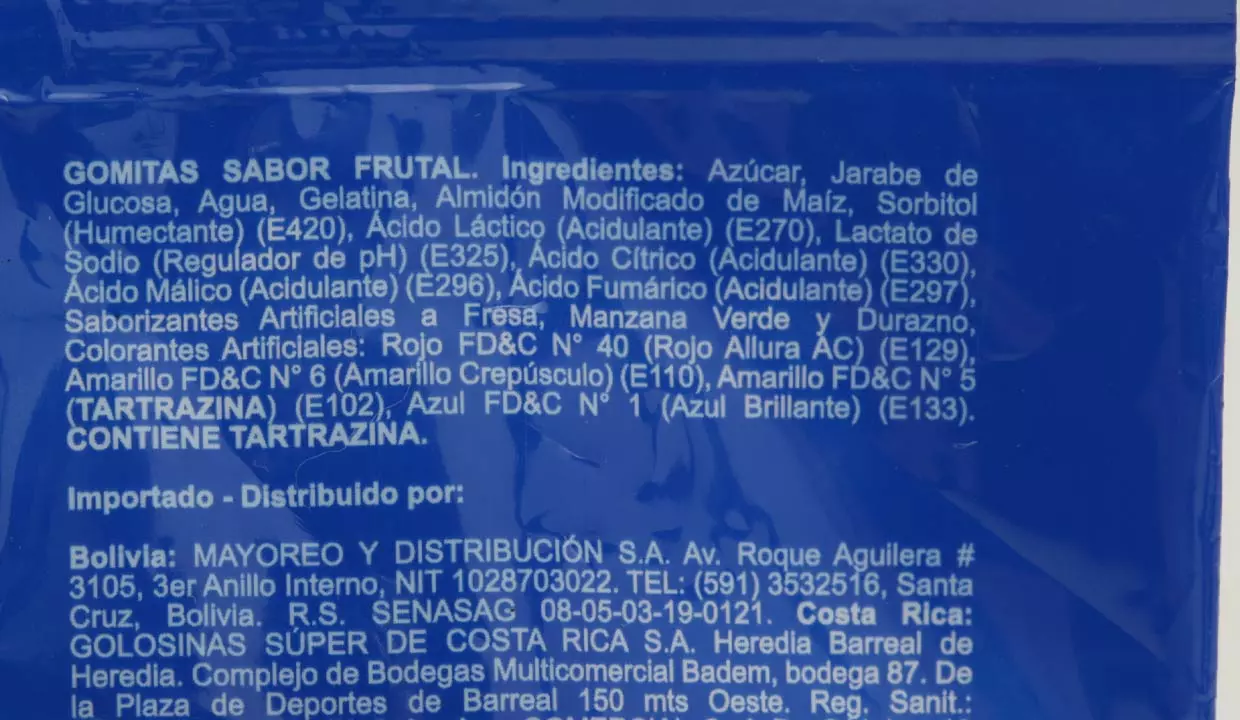 GOMITAS SABOR FRUTAL. Ingredientes: Azúcar, Jarabe de
Glucosa, Agua, Gelatina, Almidón Modificado de Maíz, Sorbitol
(Humectante) (E420), Ácido Láctico (Acidulante) (E270), Lactato de
Sodio (Regulador de pH) (E325), Ácido Cítrico (Acidulante) (E330),
Ácido Málico (Acidulante) (E296), Ácido Fumárico (Acidulante) (E297),
Saborizantes Artificiales a Fresa, Manzana Verde y Durazno,
Colorantes Artificiales: Rojo FD&C N° 40 (Rojo Allura AC) (E129),
Amarillo FD&C N° 6 (Amarillo Crepúsculo) (E110), Amarillo FD&C N° 5
(TARTRAZINA) (E102), Azul FD&C N° 1 (Azul Brillante) (E133).
CONTIENE TARTRAZINA.
Importado - Distribuido por:
Bolivia: MAYOREO Y DISTRIBUCIÓN S.A. Av. Roque Aguilera #
3105, 3er Anillo Interno, NIT 1028703022. TEL: (591) 3532516, Santa
Cruz, Bolivia. R.S. SENASAG 08-05-03-19-0121. Costa Rica:
GOLOSINAS SÚPER DE COSTA RICA S.A. Heredia Barreal de
Heredia. Complejo de Bodegas Multicomercial Badem, bodega 87. De
la Plaza de Deportes de Barreal 150 mts Oeste. Reg. Sanit.: